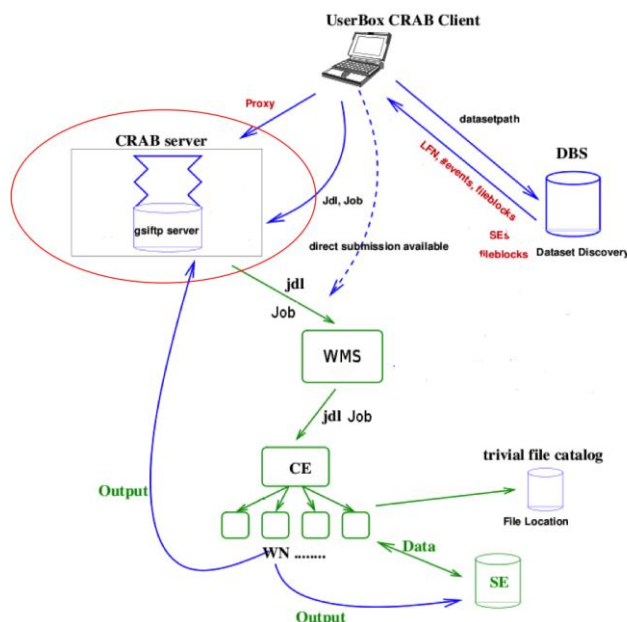 UserBox CRAB Client
Proxy
CRAB server
datasetpath
DBS
LFN, #events, fileblocks
gsiftp server
Jdl, Job
SEs
fileblocks
Dataset Discovery
direct submission available
jdl
Job
WMS
jdl Job
CE
trivial file catalog
Output
File Location
WN ........
Data
SE
Output